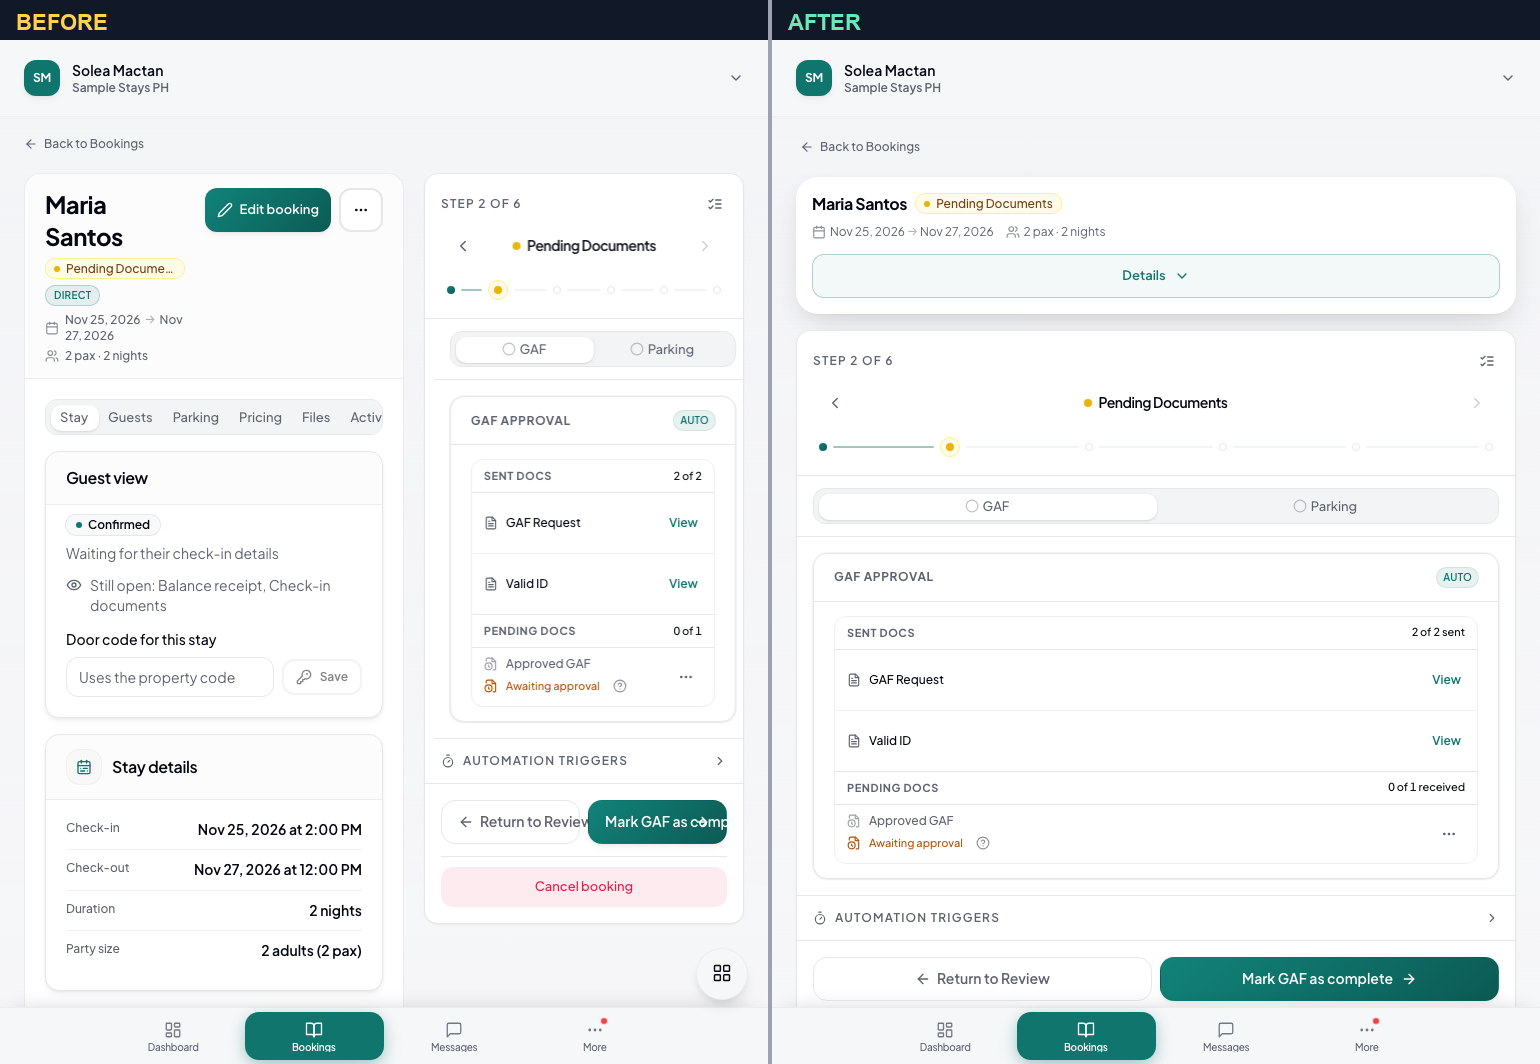 BEFORE
SM
Solea Mactan
Sample Stays PH
Back to Bookings
Maria
Santos
Edit booking
Pending Docume...
DIRECT
Nov 25, 2026 → Nov
27, 2026
2 pax · 2 nights
Stay Guests Parking Pricing Files Activ
Guest view
Confirmed
Waiting for their check-in details
Still open: Balance receipt, Check-in
documents
Door code for this stay
Uses the property code
Save
Stay details
Check-in Nov 25, 2026 at 2:00 PM
Check-out Nov 27, 2026 at 12:00 PM
Duration 2 nights
Party size 2 adults (2 pax)
STEP 2 OF 6
Pending Documents
GAF Parking
GAF APPROVAL AUTO
SENT DOCS 2 of 2
GAF Request View
Valid ID View
PENDING DOCS 0 of 1
Approved GAF
Awaiting approval
AUTOMATION TRIGGERS
Return to Review Mark GAF as comp
Cancel booking
Dashboard Bookings Messages More
AFTER
SM
Solea Mactan
Sample Stays PH
Back to Bookings
Maria Santos Pending Documents
Nov 25, 2026 → Nov 27, 2026 2 pax · 2 nights
Details
STEP 2 OF 6
Pending Documents
GAF Parking
GAF APPROVAL AUTO
SENT DOCS 2 of 2 sent
GAF Request View
Valid ID View
PENDING DOCS 0 of 1 received
Approved GAF
Awaiting approval
AUTOMATION TRIGGERS
Return to Review Mark GAF as complete
Dashboard Bookings Messages More